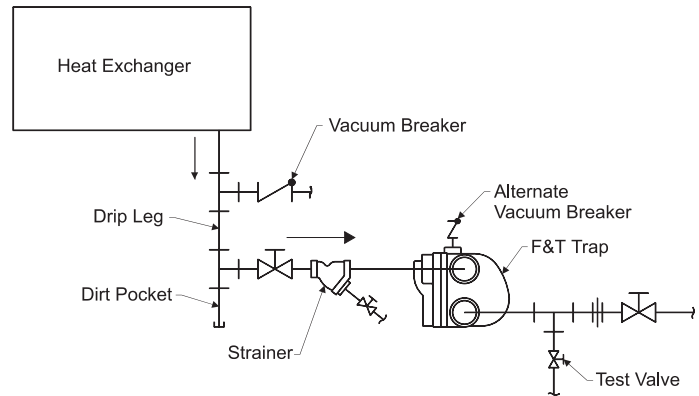 Heat Exchanger
Vacuum Breaker
Alternate
Vacuum Breaker
Drip Leg
F&T Trap
Dirt Pocket
Strainer
Test Valve